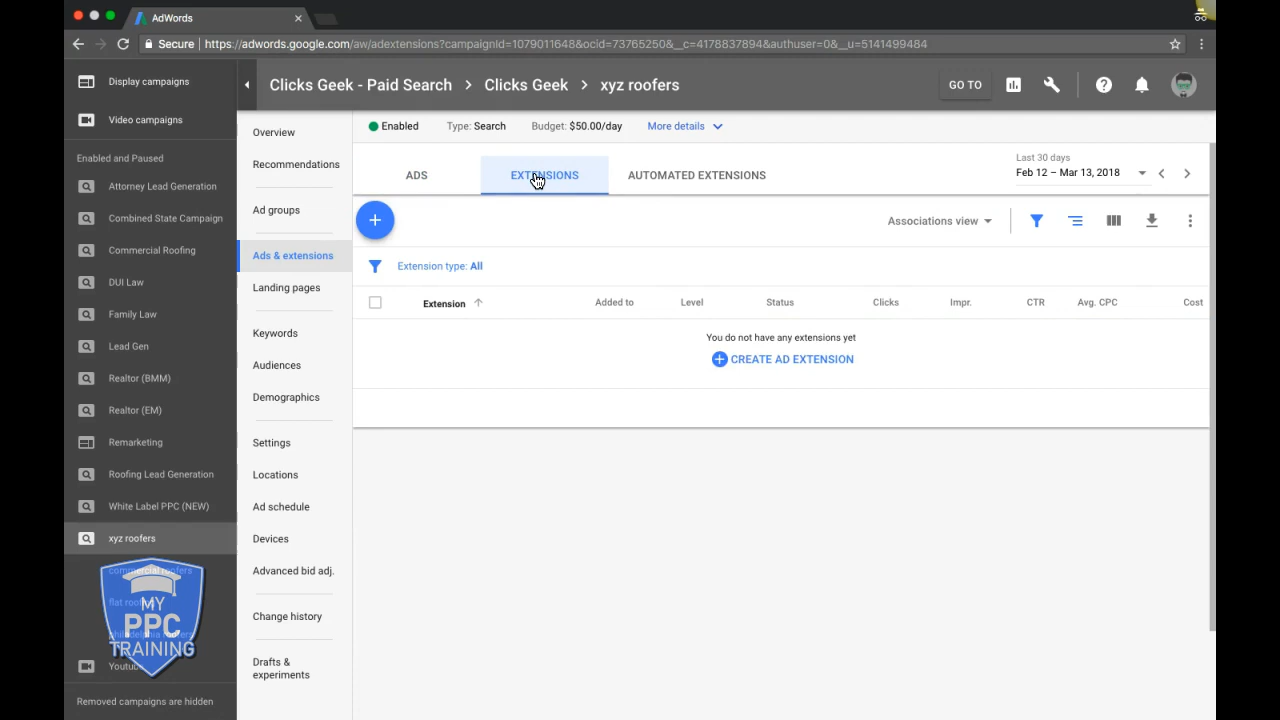 AdWords
Secure
https://adwords.google.com/aw/adextensions?campaignId=1079011648&ocid=73765250&__c=4178837894&authuser=0&__u=5141499484
Display campaigns
Video campaigns
Enabled and Paused
Attorney Lead Generation
Combined State Campaign
Commercial Roofing
DUI Law
Family Law
Lead Gen
Realtor (BMM)
Realtor (EM)
Remarketing
Roofing Lead Generation
White Label PPC (NEW)
xyz roofers
commercial roofers
flat
philadelphia
MY
PPC
TRAINING
Removed campaigns are hidden
Clicks Geek - Paid Search > Clicks Geek > xyz roofers
GO TO
Overview
Recommendations
Ad groups
Ads & extensions
Landing pages
Keywords
Audiences
Demographics
Settings
Locations
Ad schedule
Devices
Advanced bid adj.
Change history
Drafts &
experiments
Enabled Type: Search Budget: $50.00/day More details
ADS EXTENSIONS AUTOMATED EXTENSIONS
Last 30 days
Feb 12 – Mar 13, 2018
Associations view
Extension type: All
Extension Added to Level Status Clicks Impr. CTR Avg. CPC Cost
You do not have any extensions yet
CREATE AD EXTENSION